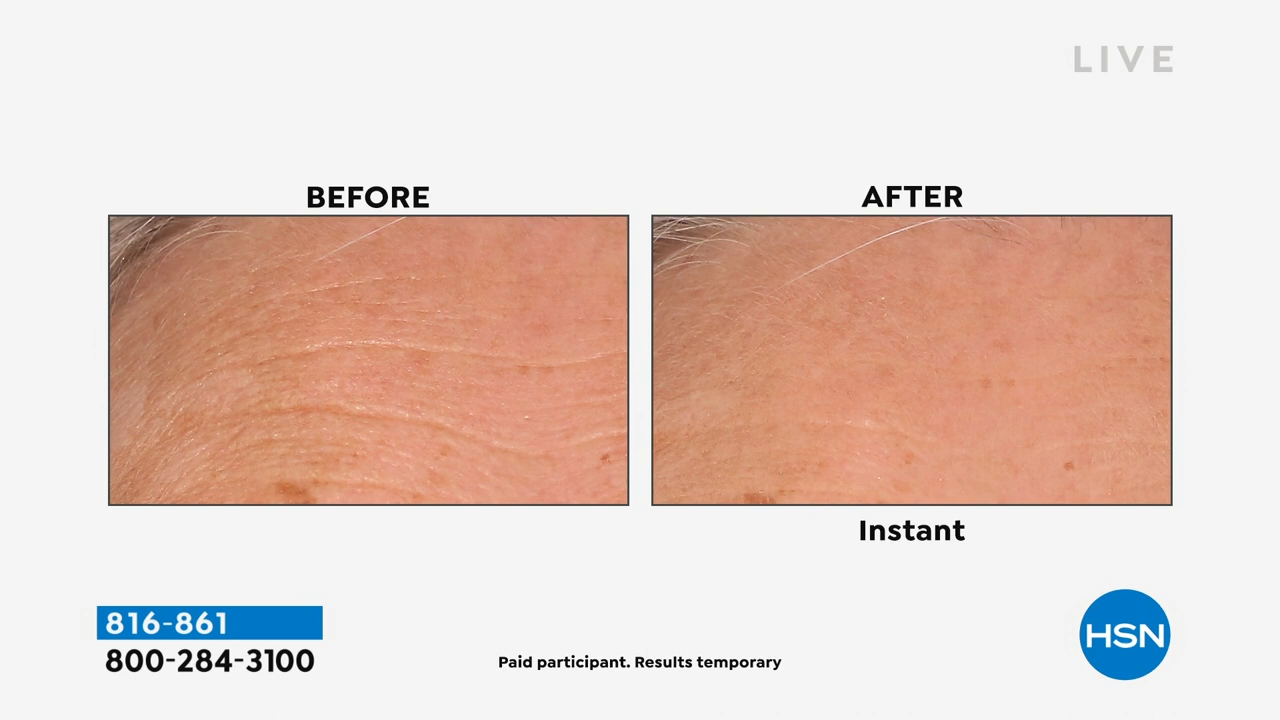 LIVE
BEFORE
AFTER
Instant
816-861
800-284-3100
Paid participant. Results temporary
HSN